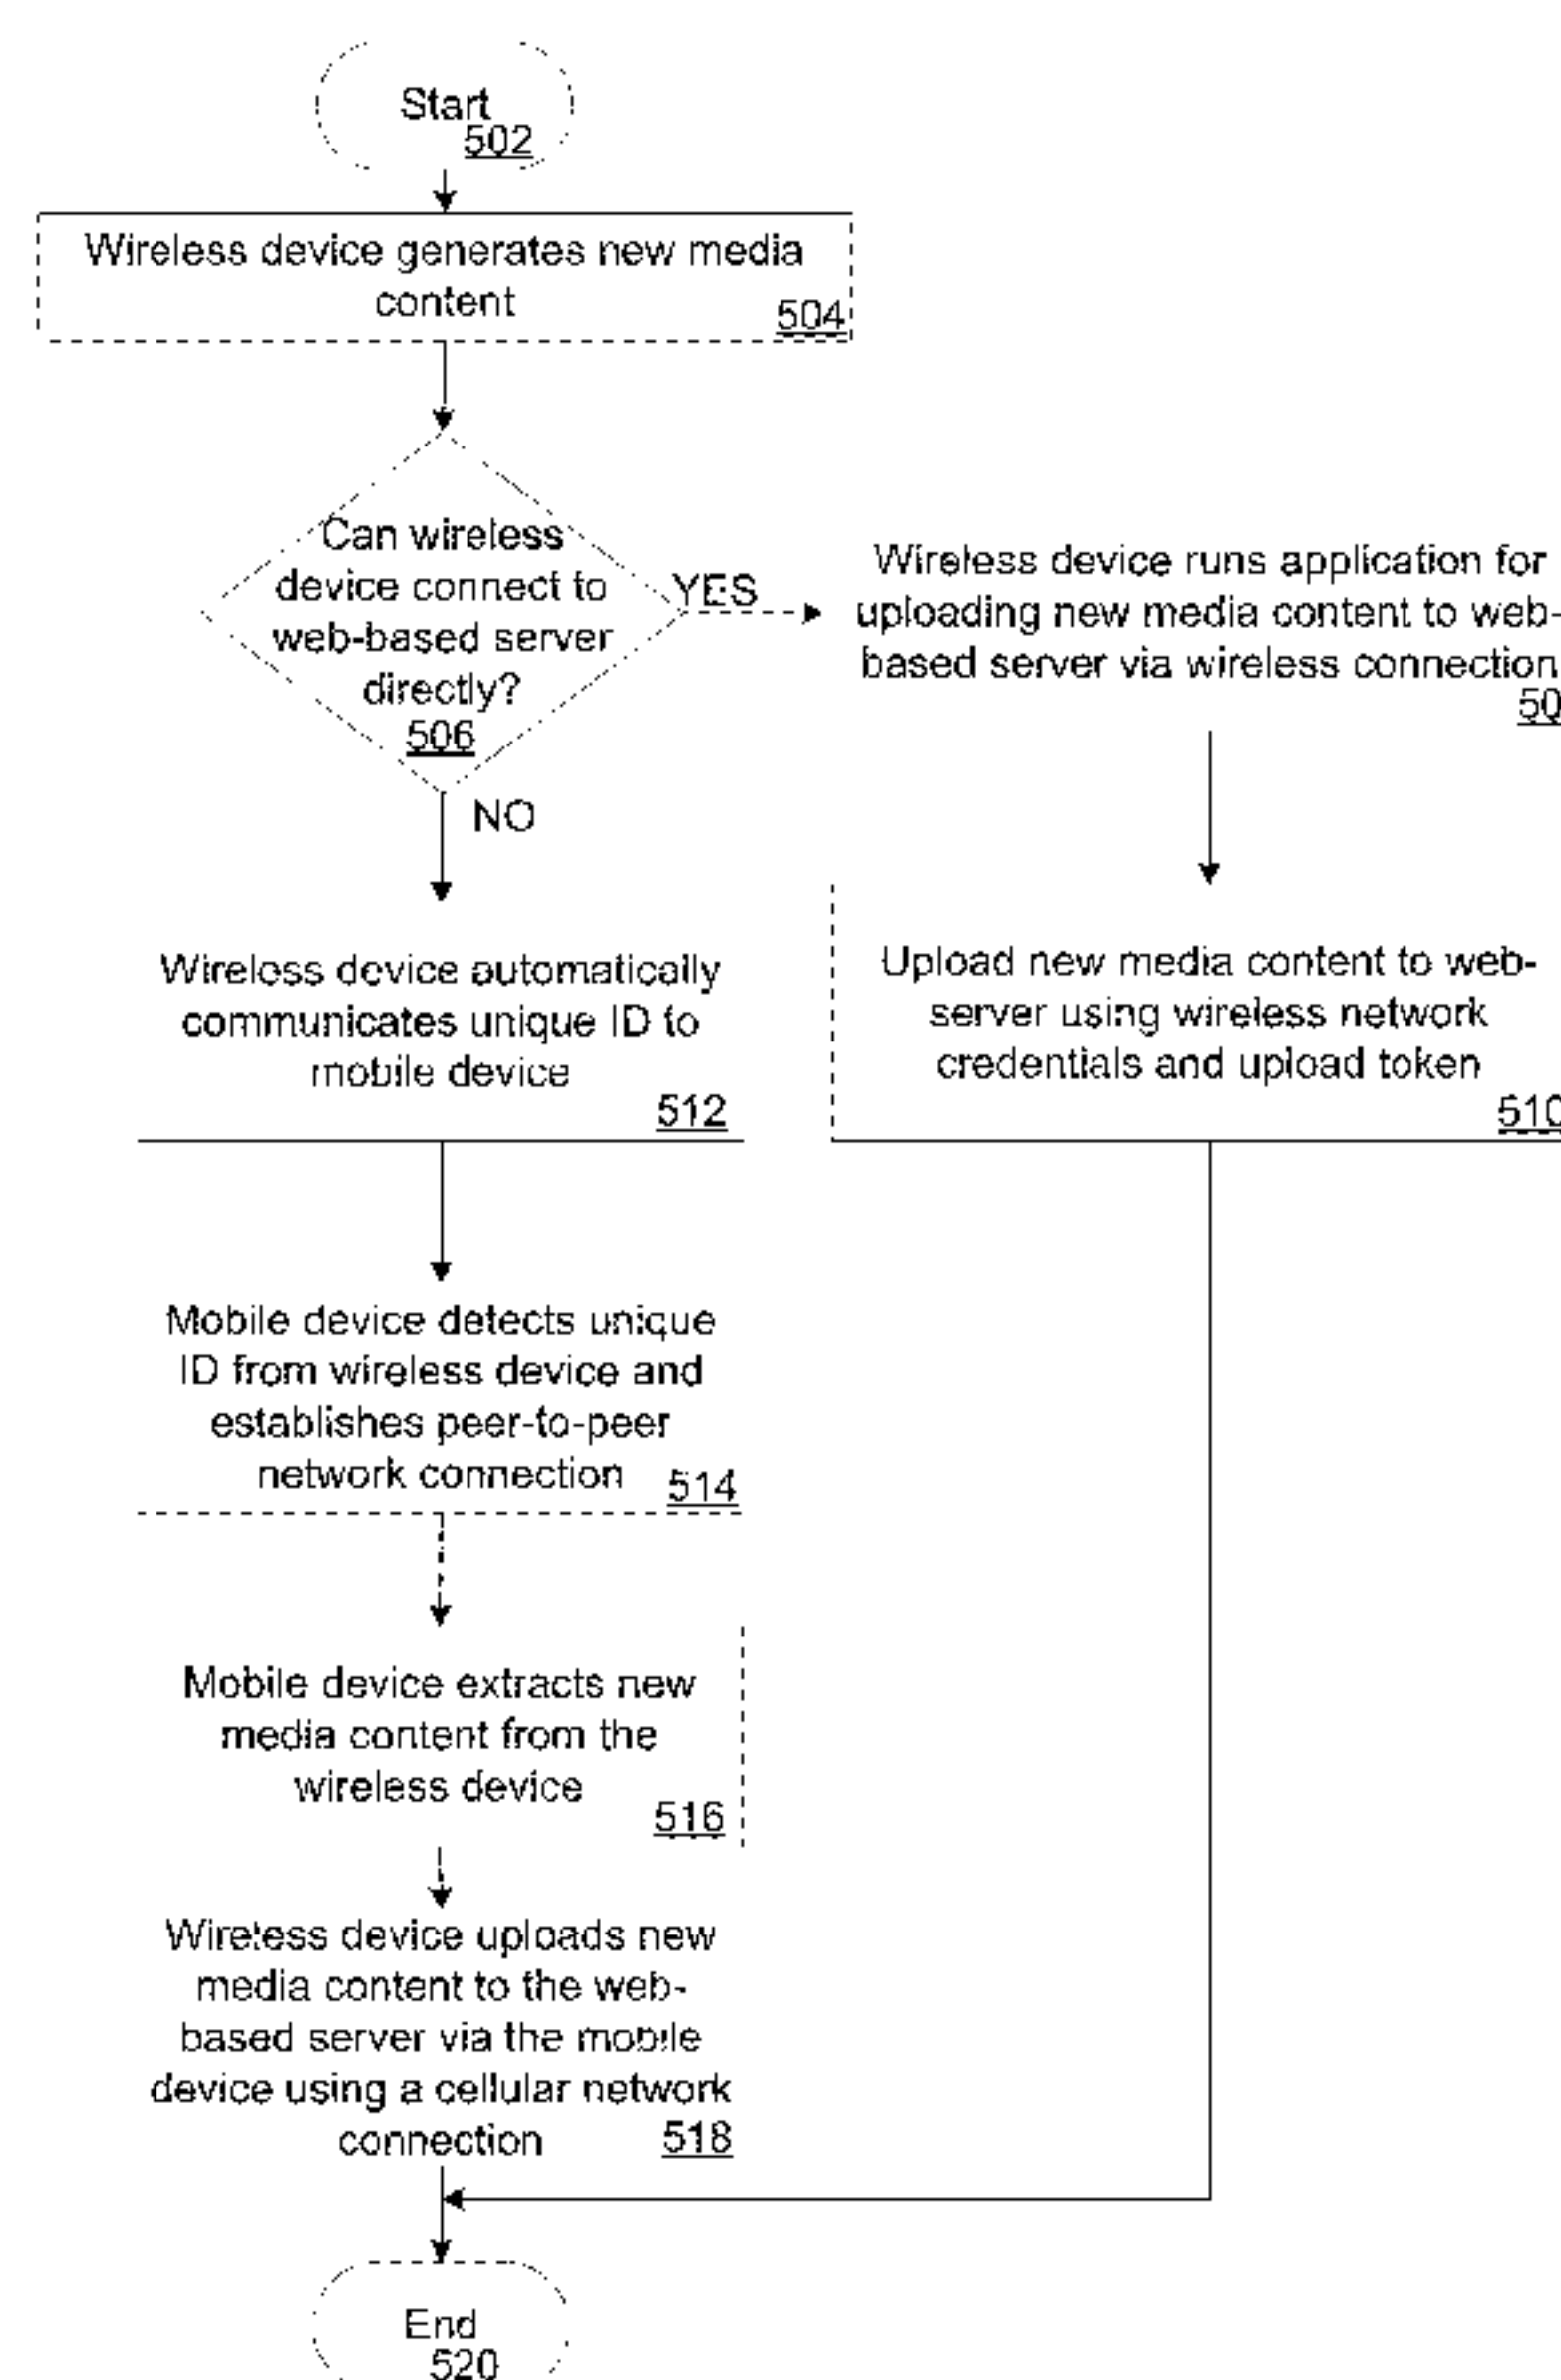 Start
502
Wireless device generates new media
content
504
Can wireless
device connect to
web-based server
directly?
506
YES
NO
Wireless device runs application for
uploading new media content to web-
based server via wireless connection
50
Upload new media content to web-
server using wireless network
credentials and upload token
510
Wireless device automatically
communicates unique ID to
mobile device
512
Mobile device detects unique
ID from wireless device and
establishes peer-to-peer
network connection
514
Mobile device extracts new
media content from the
wireless device
516
Wireless device uploads new
media content to the web-
based server via the mobile
device using a cellular network
connection
518
End
520